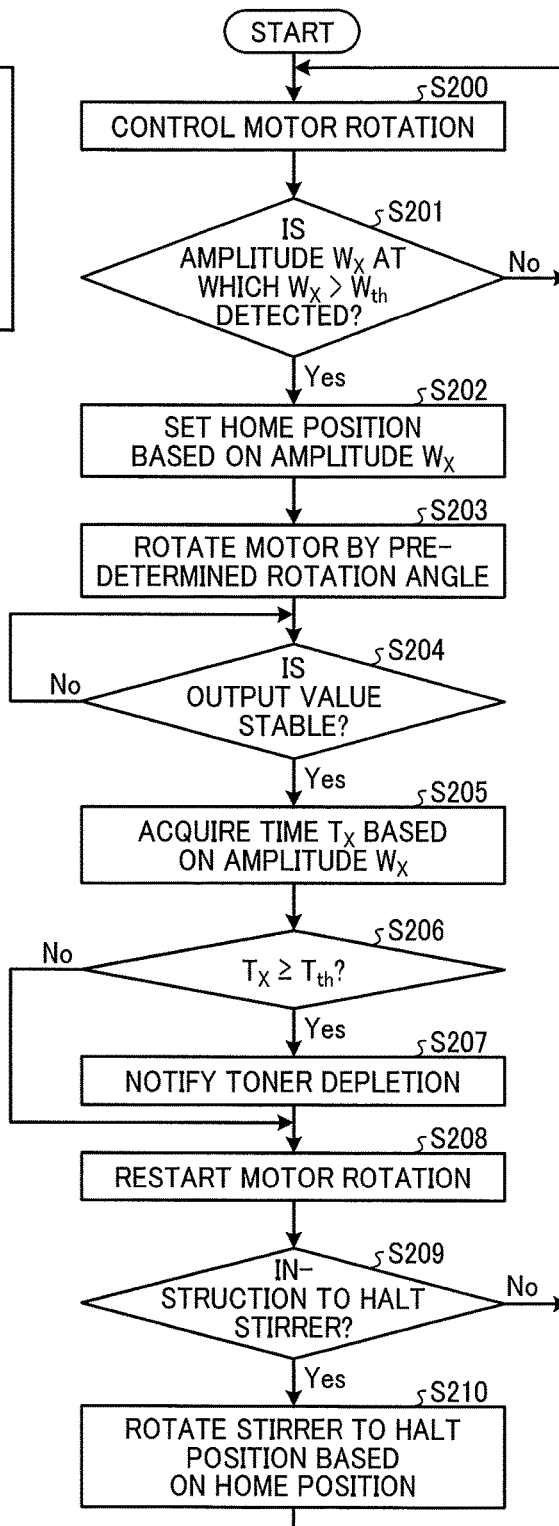 START
S200
CONTROL MOTOR ROTATION
S201
IS
AMPLITUDE WX AT
WHICH WX > Wth
DETECTED?
No
Yes
S202
SET HOME POSITION
BASED ON AMPLITUDE WX
S203
ROTATE MOTOR BY PRE-
DETERMINED ROTATION ANGLE
S204
IS
OUTPUT VALUE
STABLE?
No
Yes
S205
ACQUIRE TIME TX BASED
ON AMPLITUDE WX
S206
TX ≥ Tth?
No
Yes
S207
NOTIFY TONER DEPLETION
S208
RESTART MOTOR ROTATION
S209
IN-
STRUCTION TO HALT
STIRRER?
No
Yes
S210
ROTATE STIRRER TO HALT
POSITION BASED
ON HOME POSITION